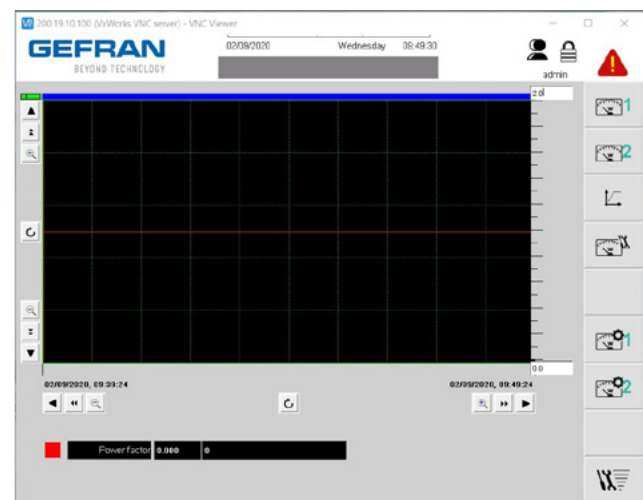 200.19.10.100 (VxWorks VNC server) - VNC Viewer
GEFRAN
BEYOND TECHNOLOGY
02/09/2020 Wednesday 09:49:30
admin
2.0
1
2
0.0
1
2
02/09/2020, 09:39:24 02/09/2020, 09:49:24
Power factor 0.000 0